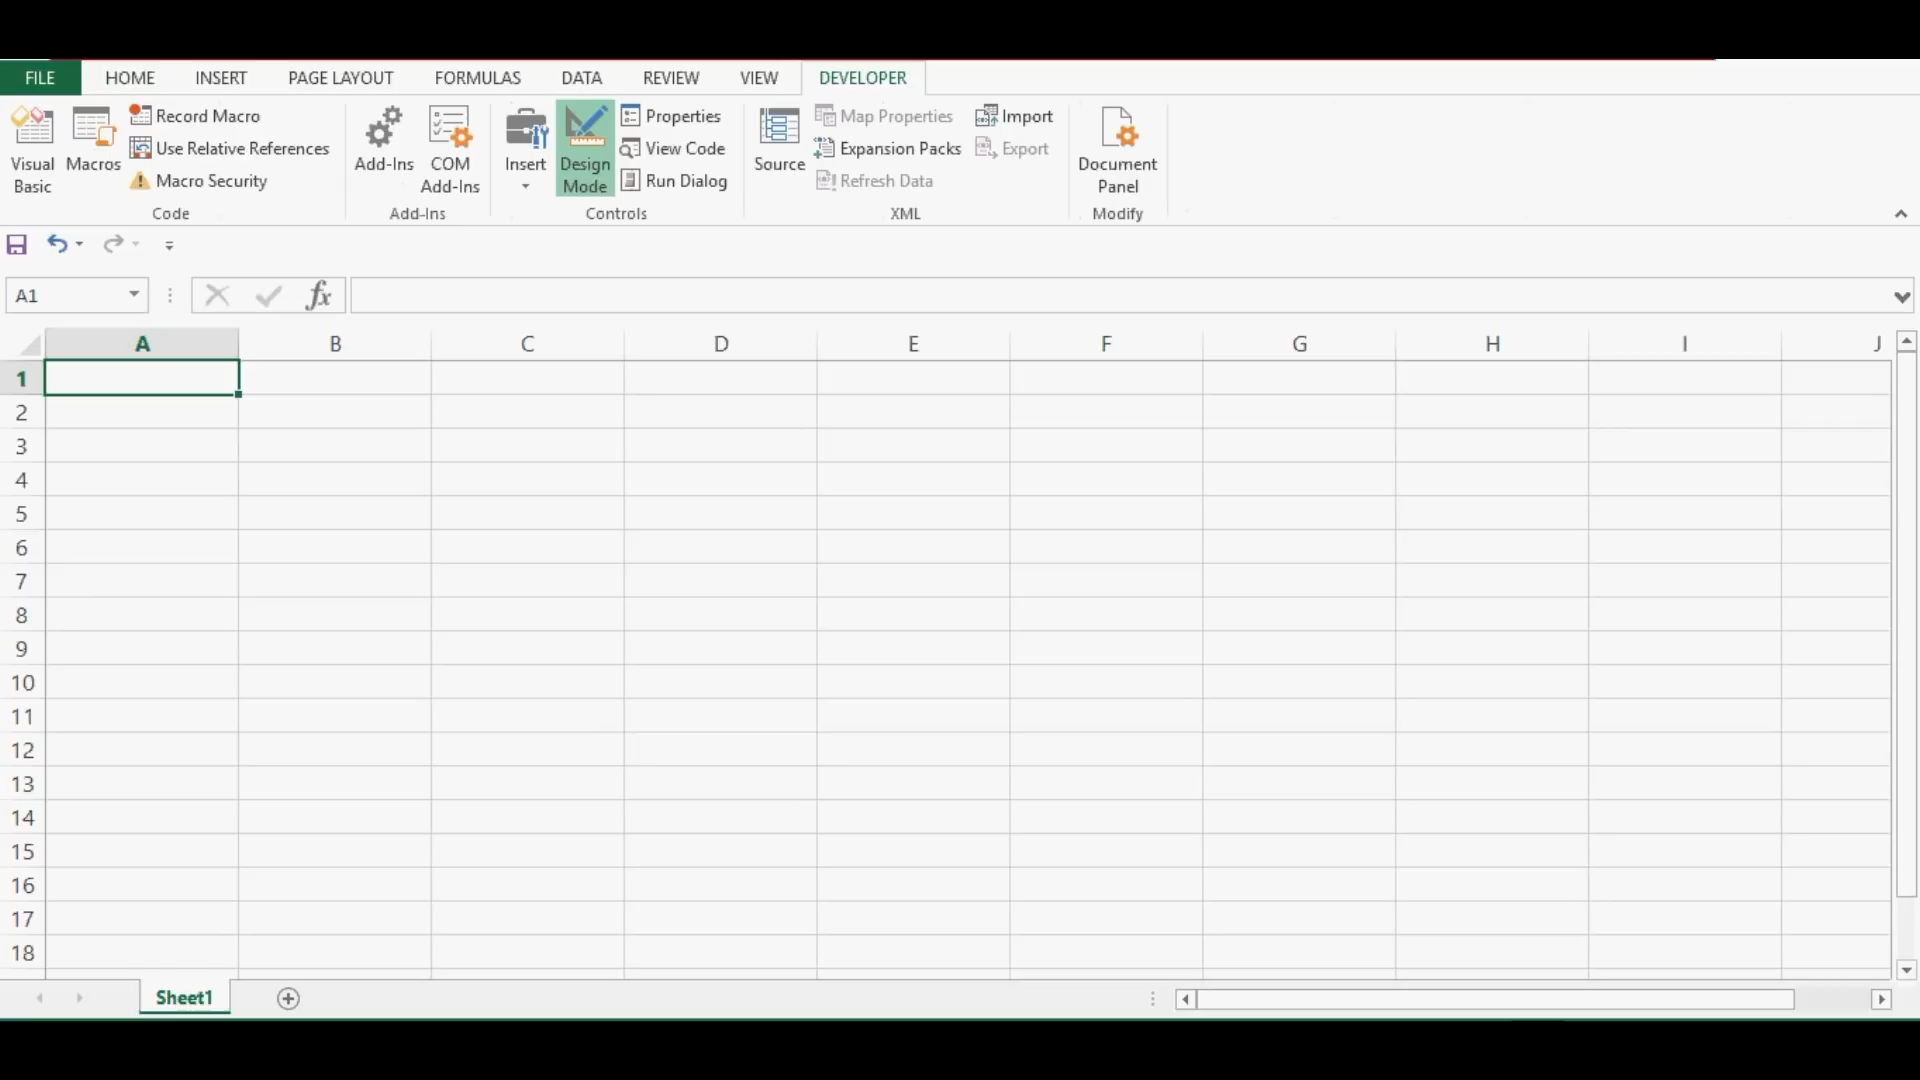 FILE HOME INSERT PAGE LAYOUT FORMULAS DATA REVIEW VIEW DEVELOPER
Visual Basic
Macros
Record Macro
Use Relative References
Macro Security
Code
Add-Ins
COM Add-Ins
Add-Ins
Insert
Design Mode
Properties
View Code
Run Dialog
Controls
Source
Map Properties
Expansion Packs
Refresh Data
Import
Export
XML
Document Panel
Modify
A1
fx
A B C D E F G H I J
1
2
3
4
5
6
7
8
9
10
11
12
13
14
15
16
17
18
Sheet1